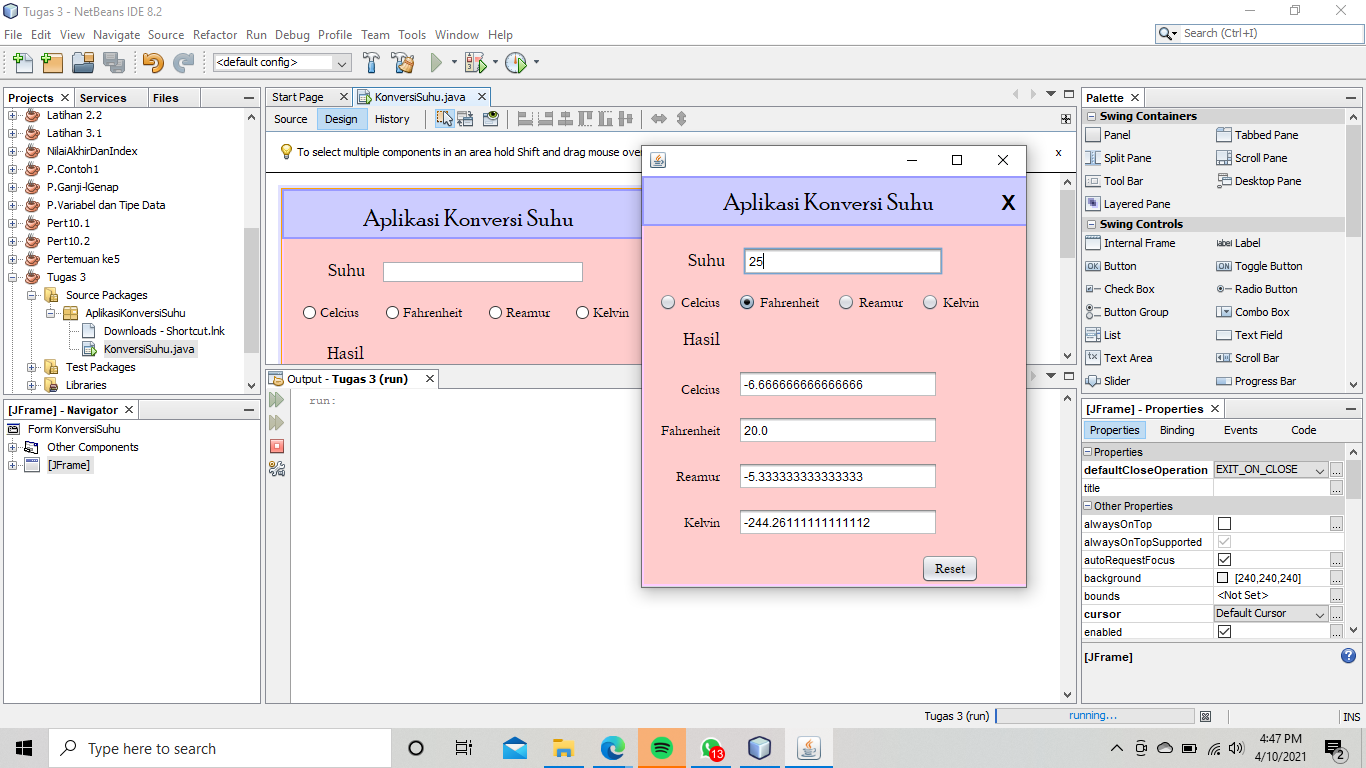 Tugas 3 - NetBeans IDE 8.2
File Edit View Navigate Source Refactor Run Debug Profile Team Tools Window Help
Search (Ctrl+I)
<default config>
Projects Services Files
Latihan 2.2
Latihan 3.1
NilaiAkhirDanIndex
P.Contoh1
P.Ganji-lGenap
P.Variabel dan Tipe Data
Pert10.1
Pert10.2
Pertemuan ke5
Tugas 3
Source Packages
AplikasiKonversiSuhu
Downloads - Shortcut.lnk
KonversiSuhu.java
Test Packages
Libraries
[JFrame] - Navigator
Form KonversiSuhu
Other Components
[JFrame]
Start Page KonversiSuhu.java
Source Design History
To select multiple components in an area hold Shift and drag mouse over
x
Aplikasi Konversi Suhu
Suhu
Celcius Fahrenheit Reamur Kelvin
Hasil
Output - Tugas 3 (run)
run:
Aplikasi Konversi Suhu X
Suhu 25
Celcius Fahrenheit Reamur Kelvin
Hasil
Celcius -6.666666666666666
Fahrenheit 20.0
Reamur -5.333333333333333
Kelvin -244.26111111111112
Reset
Palette
Swing Containers
Panel Tabbed Pane
Split Pane Scroll Pane
Tool Bar Desktop Pane
Layered Pane
Swing Controls
Internal Frame label Label
OK Button ON Toggle Button
Check Box Radio Button
Button Group Combo Box
List Text Field
Text Area Scroll Bar
Slider Progress Bar
[JFrame] - Properties
Properties Binding Events Code
Properties
defaultCloseOperation EXIT_ON_CLOSE ...
title ...
Other Properties
alwaysOnTop ...
alwaysOnTopSupported
autoRequestFocus ...
background [240,240,240] ...
bounds <Not Set> ...
cursor Default Cursor ...
enabled ...
[JFrame]
Tugas 3 (run) running... INS
Type here to search
13
4:47 PM
4/10/2021
2